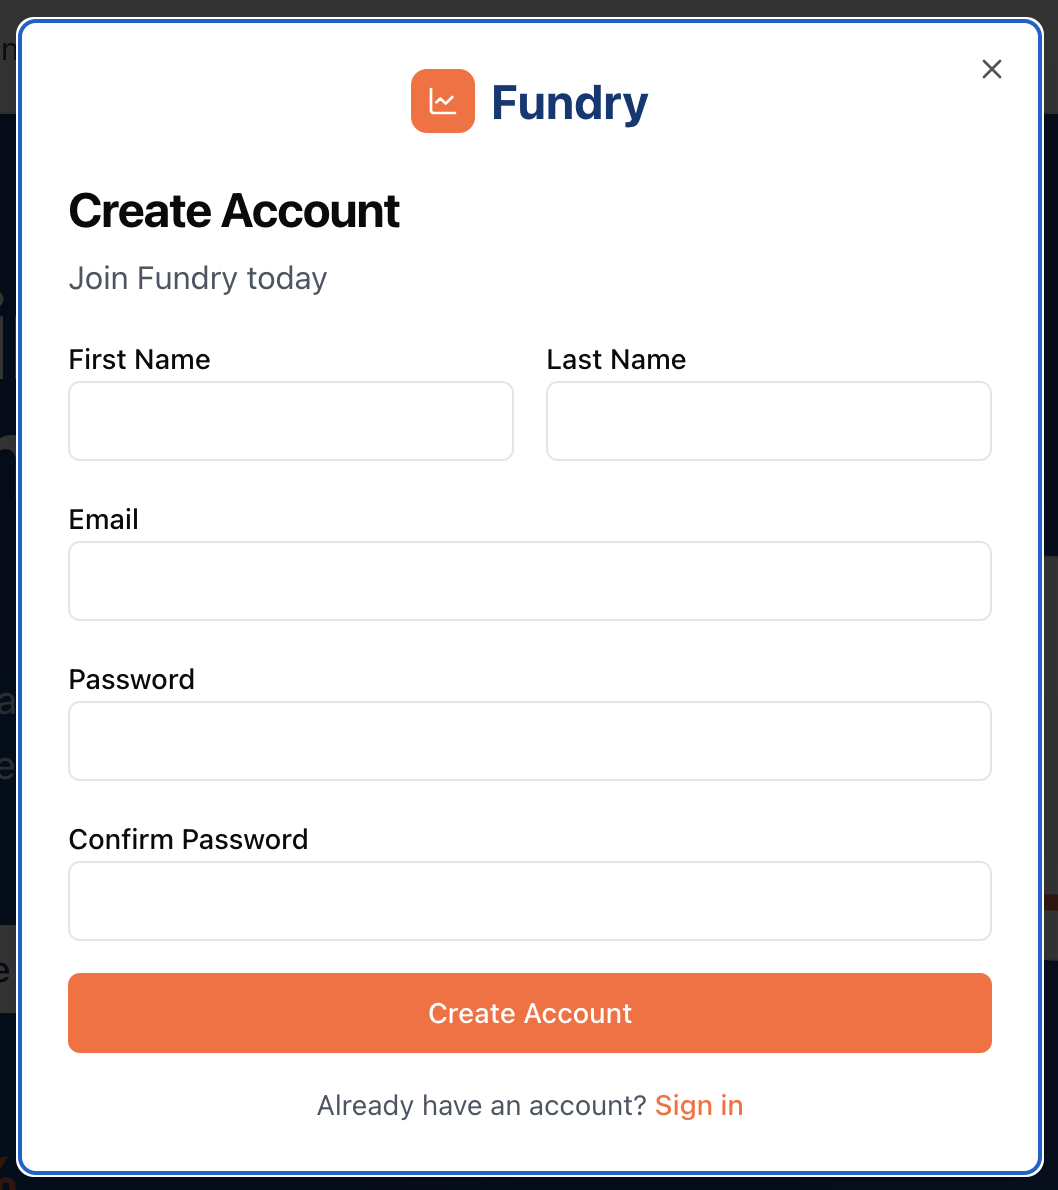 Fundry
Create Account
Join Fundry today
First Name Last Name
Email
Password
Confirm Password
Create Account
Already have an account? Sign in